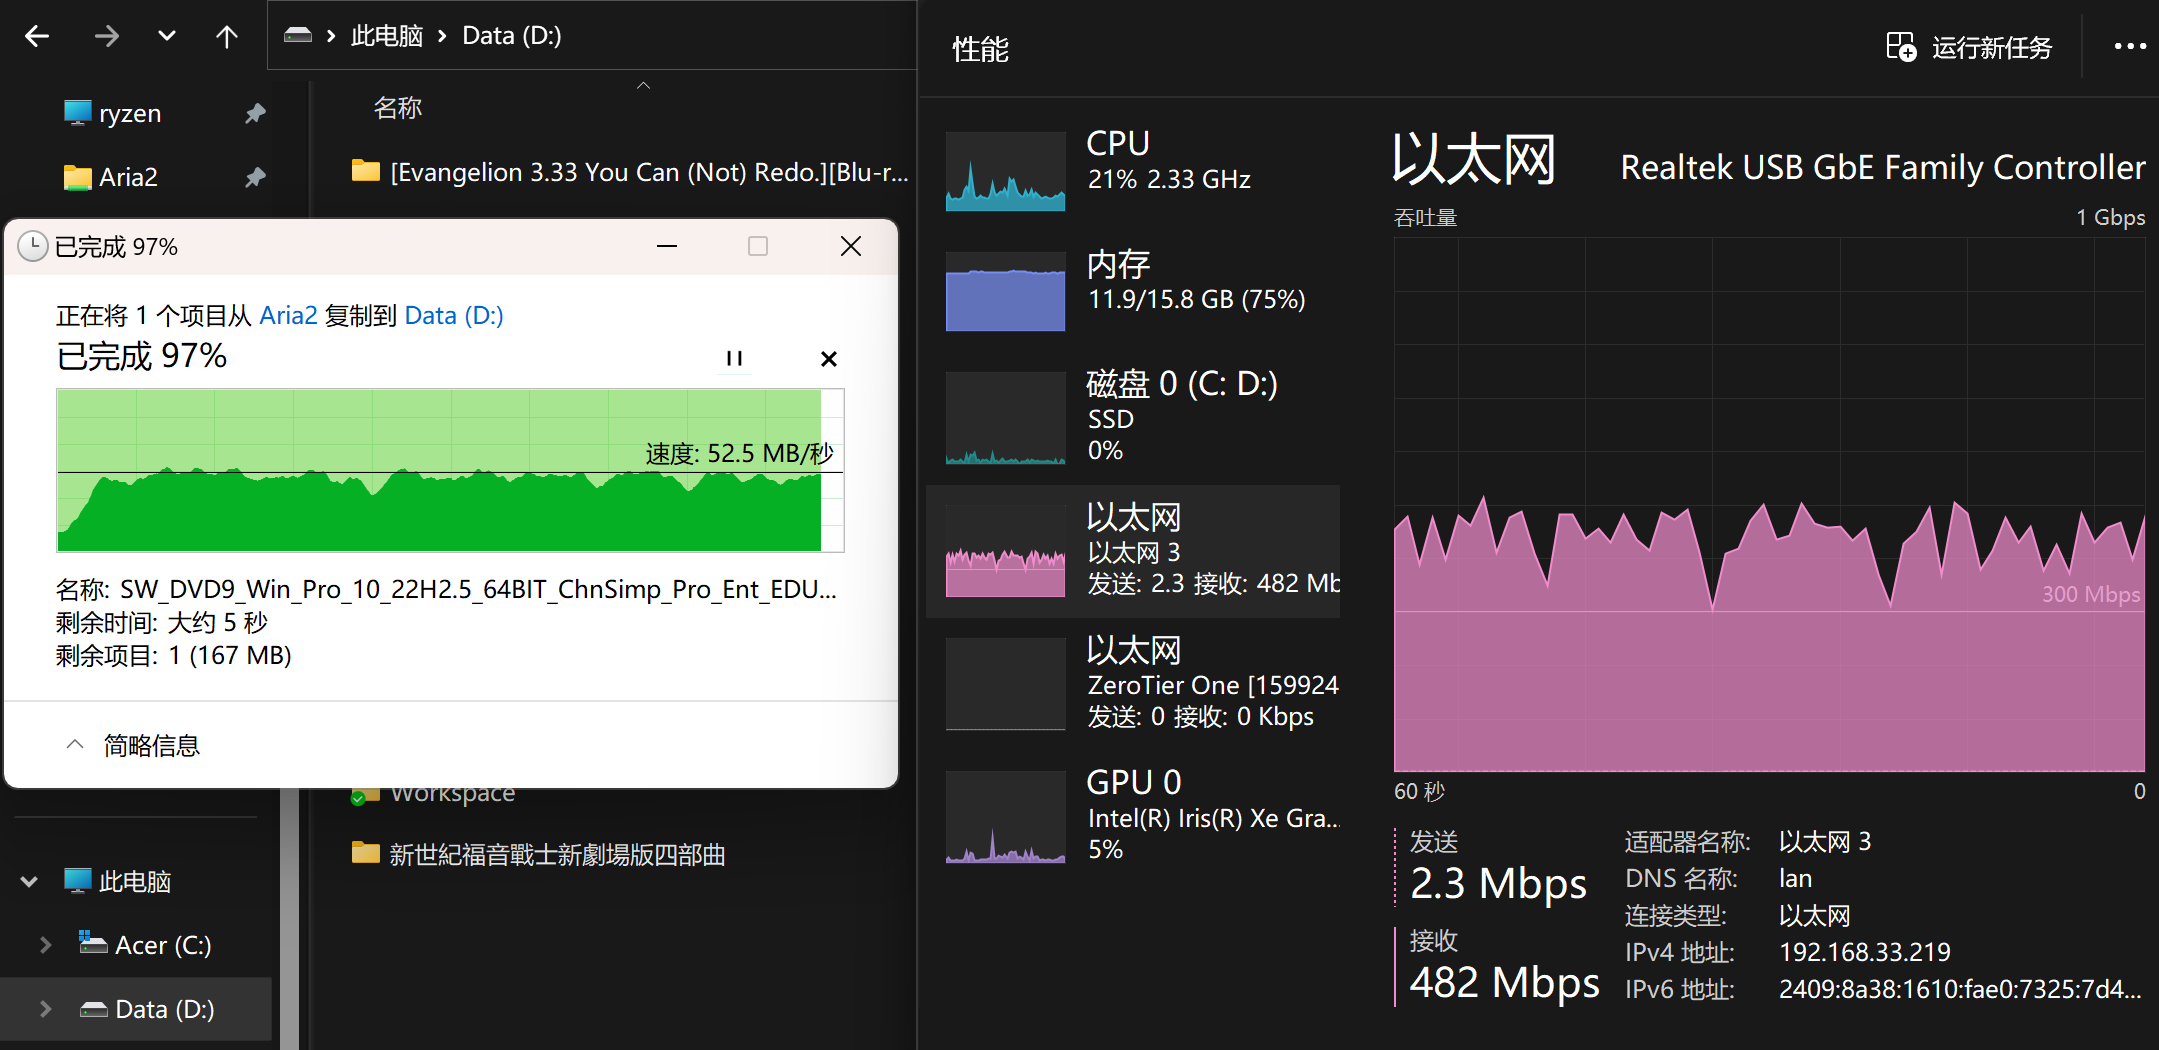 此电脑 › Data (D:)
ryzen
Aria2
名称
[Evangelion 3.33 You Can (Not) Redo.][Blu-r...
已完成 97%
正在将 1 个项目从 Aria2 复制到 Data (D:)
已完成 97%
速度: 52.5 MB/秒
名称: SW_DVD9_Win_Pro_10_22H2.5_64BIT_ChnSimp_Pro_Ent_EDU...
剩余时间: 大约 5 秒
剩余项目: 1 (167 MB)
简略信息
Workspace
新世紀福音戰士新劇場版四部曲
此电脑
Acer (C:)
Data (D:)
性能
运行新任务
CPU
21% 2.33 GHz
内存
11.9/15.8 GB (75%)
磁盘 0 (C: D:)
SSD
0%
以太网
以太网 3
发送: 2.3 接收: 482 Mb
以太网
ZeroTier One [159924
发送: 0 接收: 0 Kbps
GPU 0
Intel(R) Iris(R) Xe Gra...
5%
以太网 Realtek USB GbE Family Controller
吞吐量 1 Gbps
300 Mbps
60 秒 0
发送
2.3 Mbps
接收
482 Mbps
适配器名称: 以太网 3
DNS 名称: lan
连接类型: 以太网
IPv4 地址: 192.168.33.219
IPv6 地址: 2409:8a38:1610:fae0:7325:7d4...